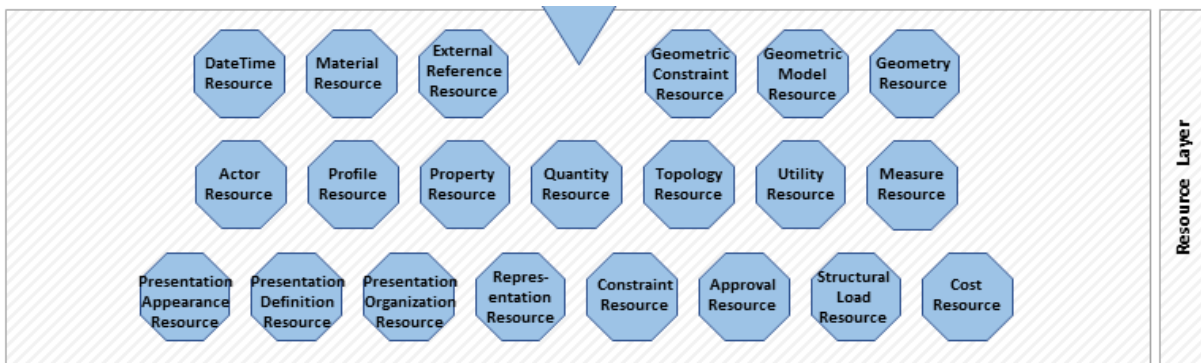 DateTime
Resource
Material
Resource
External
Reference
Resource
Geometric
Constraint
Resource
Geometric
Model
Resource
Geometry
Resource
Actor
Resource
Profile
Resource
Property
Resource
Quantity
Resource
Topology
Resource
Utility
Resource
Measure
Resource
Presentation
Appearance
Resource
Presentation
Definition
Resource
Presentation
Organization
Resource
Repres-
entation
Resource
Constraint
Resource
Approval
Resource
Structural
Load
Resource
Cost
Resource
Resource Layer